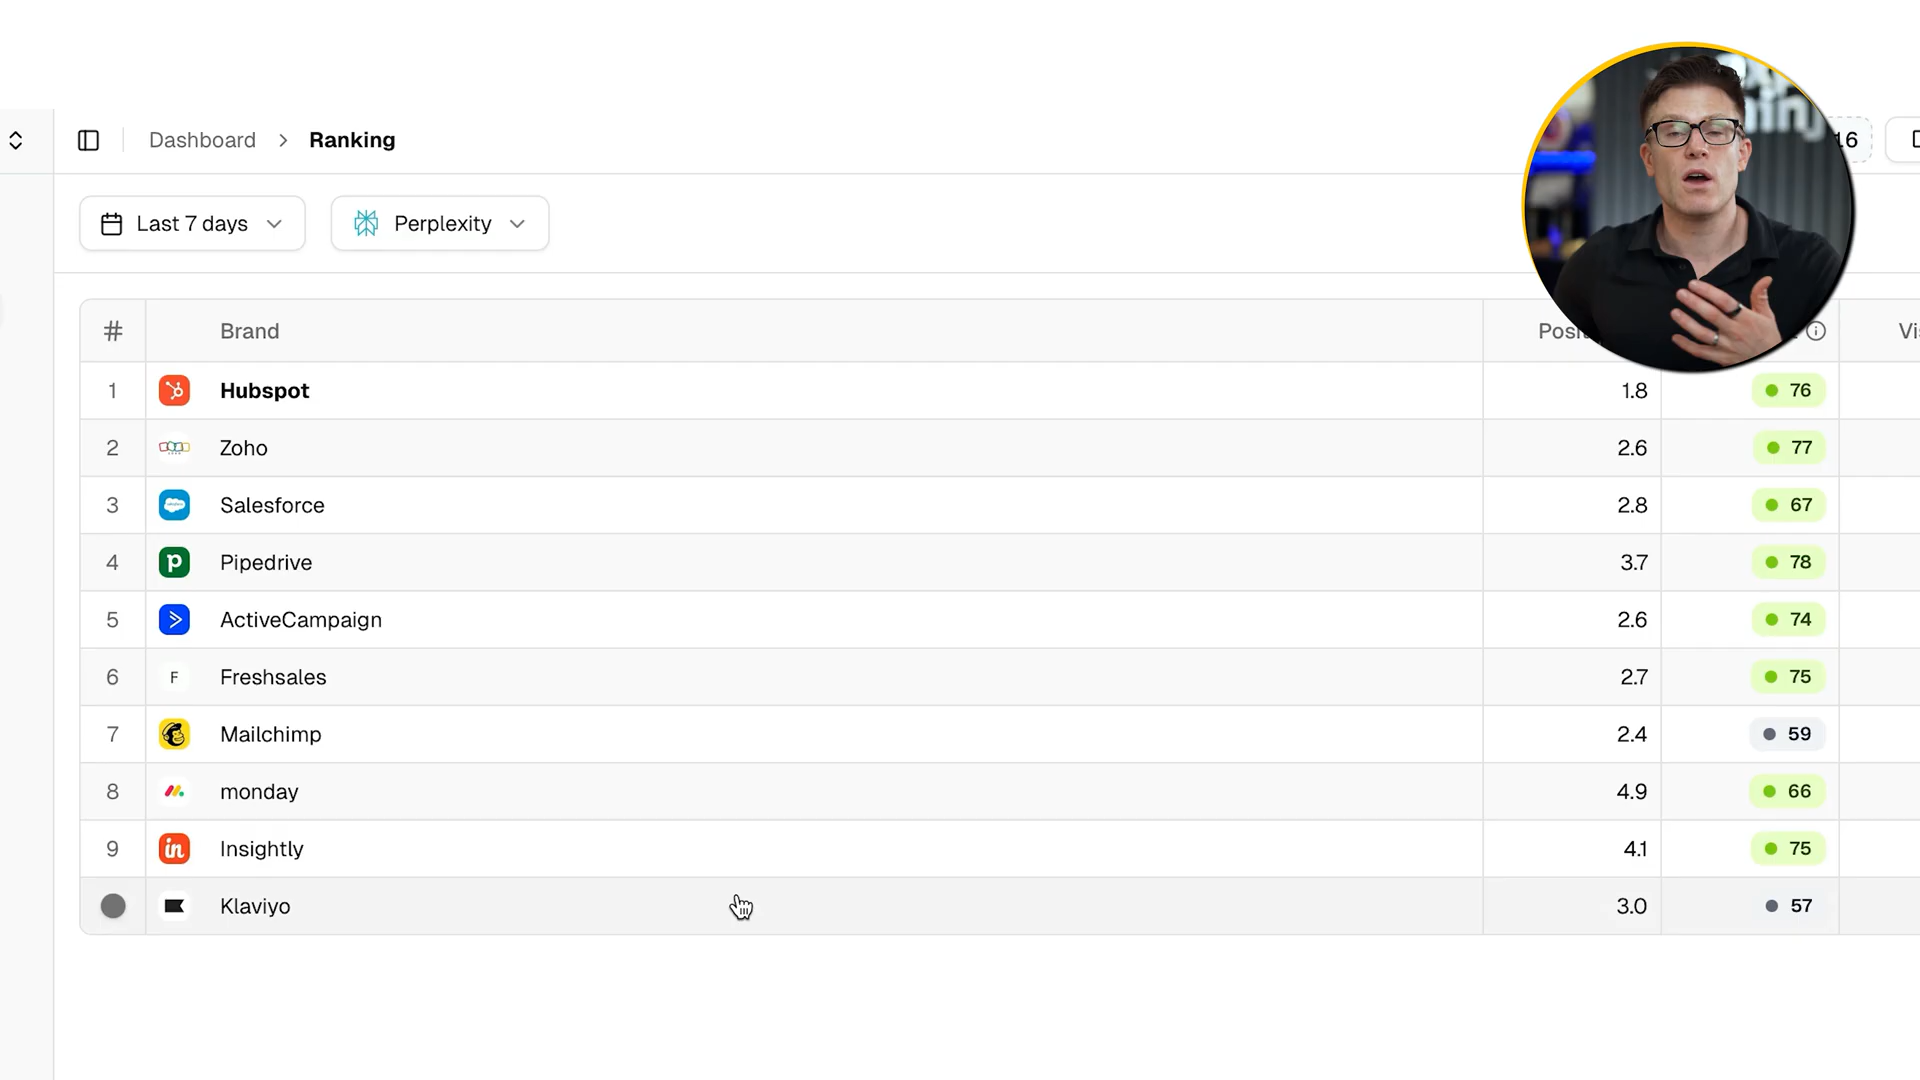 Dashboard > Ranking
16
Last 7 days
Perplexity
# Brand
1 Hubspot 1.8 76
2 Zoho 2.6 77
3 Salesforce 2.8 67
4 Pipedrive 3.7 78
5 ActiveCampaign 2.6 74
6 F Freshsales 2.7 75
7 Mailchimp 2.4 59
8 monday 4.9 66
9 in Insightly 4.1 75
Klaviyo 3.0 57